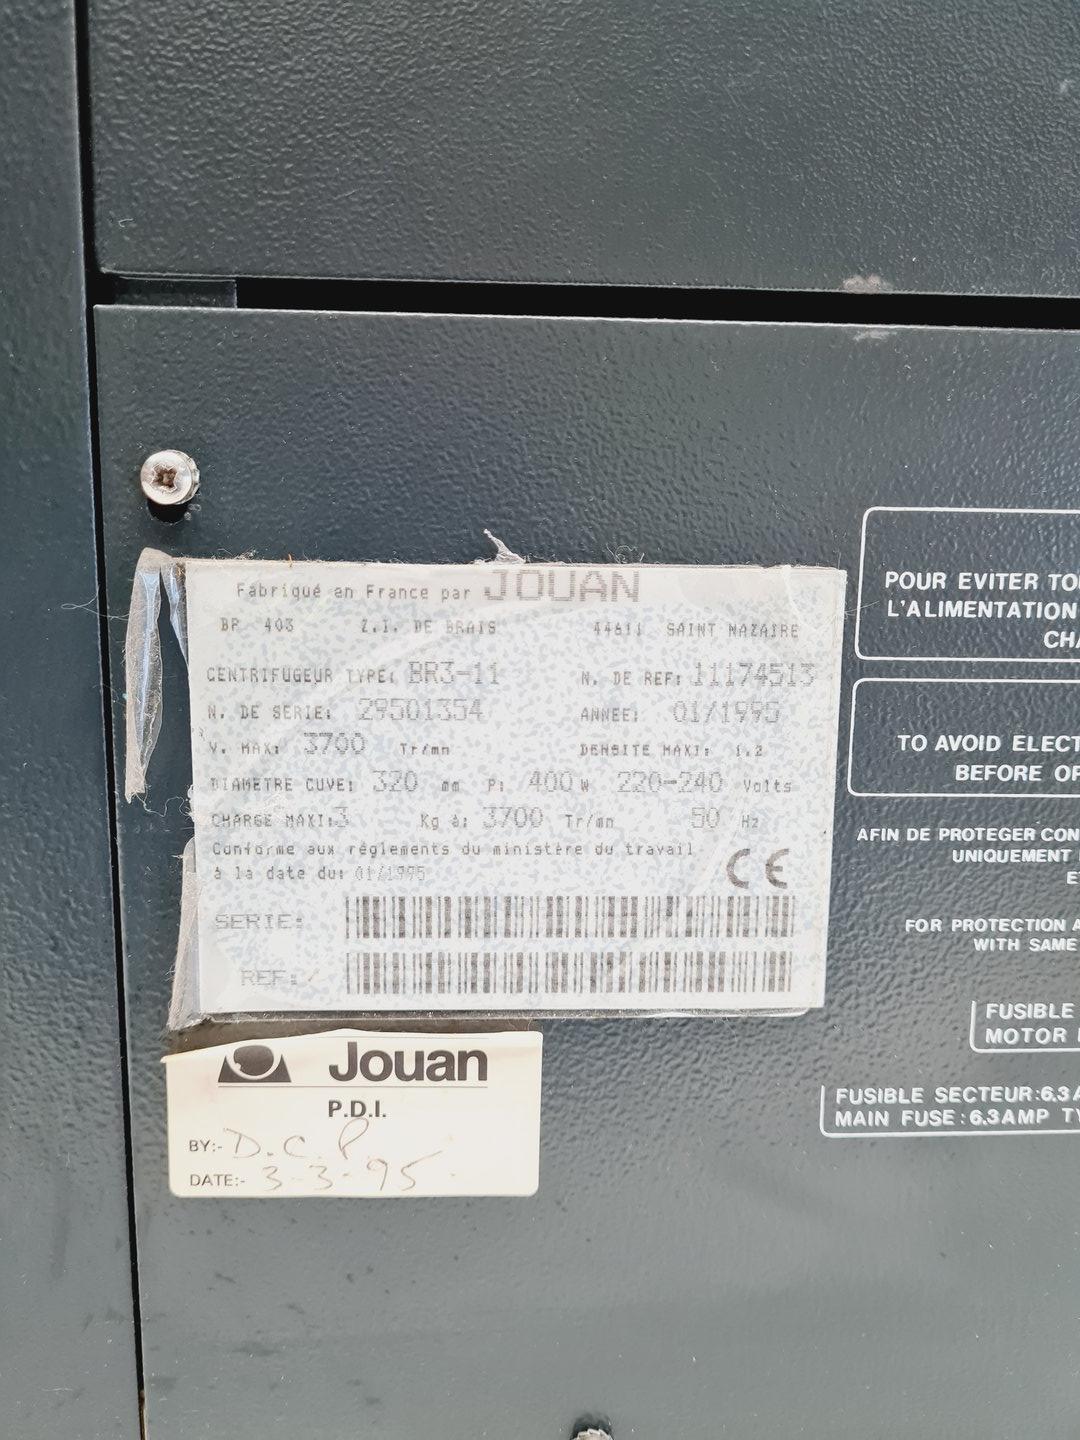 Fabriqué en France par JOUAN
BP 403 Z.I. DE BRAIS 44611 SAINT NAZAIRE
CENTRIFUGEUR TYPE: BR3-11 N. DE REF: 11174513
N. DE SERIE: 29501354 ANNEE: 01/1995
V. MAX: 3700 Tr/mn DENSITE MAXI: 1.2
DIAMETRE CUVE: 320 mm P: 400 W 220-240 Volts
CHARGE MAXI:3 Kg à: 3700 Tr/mn 50 Hz
Conforme aux règlements du ministère du travail
à la date du: 01/1995 CE
SERIE:
REF:
Jouan
P.D.I.
BY:- D.C.P.
DATE:- 3-3-95
POUR EVITER TO
L'ALIMENTATION
CHA
TO AVOID ELECT
BEFORE OP
AFIN DE PROTEGER CON
UNIQUEMENT
ET
FOR PROTECTION A
WITH SAME
FUSIBLE
MOTOR
FUSIBLE SECTEUR:6.3A
MAIN FUSE:6.3AMP TY